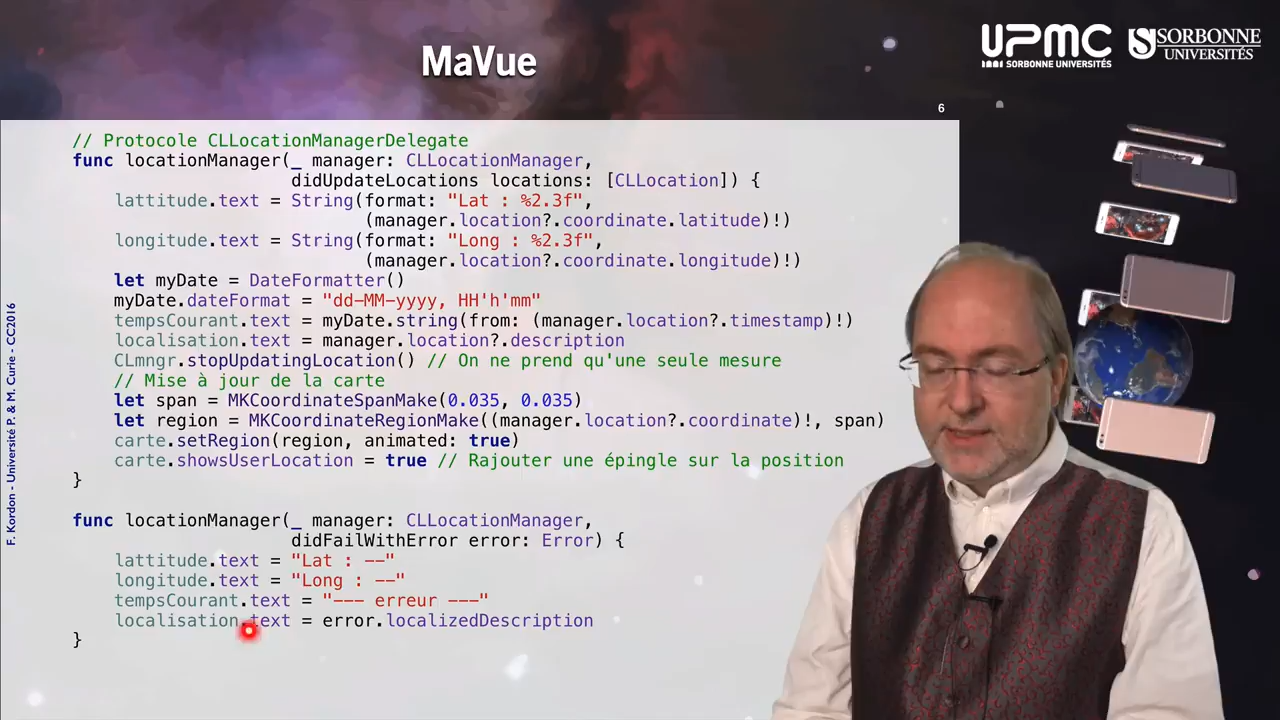 MaVue
UPMC
SORBONNE UNIVERSITÉS
SORBONNE
UNIVERSITÉS
6
// Protocole CLLocationManagerDelegate
func locationManager(_ manager: CLLocationManager,
didUpdateLocations locations: [CLLocation]) {
lattitude.text = String(format: "Lat : %2.3f",
(manager.location?.coordinate.latitude)!)
longitude.text = String(format: "Long : %2.3f",
(manager.location?.coordinate.longitude)!)
let myDate = DateFormatter()
myDate.dateFormat = "dd-MM-yyyy, HH'h'mm"
tempsCourant.text = myDate.string(from: (manager.location?.timestamp)!)
localisation.text = manager.location?.description
CLmngr.stopUpdatingLocation() // On ne prend qu'une seule mesure
// Mise à jour de la carte
let span = MKCoordinateSpanMake(0.035, 0.035)
let region = MKCoordinateRegionMake((manager.location?.coordinate)!, span)
carte.setRegion(region, animated: true)
carte.showsUserLocation = true // Rajouter une épingle sur la position
}
func locationManager(_ manager: CLLocationManager,
didFailWithError error: Error) {
lattitude.text = "Lat : --"
longitude.text = "Long : --"
tempsCourant.text = "--- erreur ---"
localisation.text = error.localizedDescription
}
F. Kordon - Université P. & M. Curie - CC2016